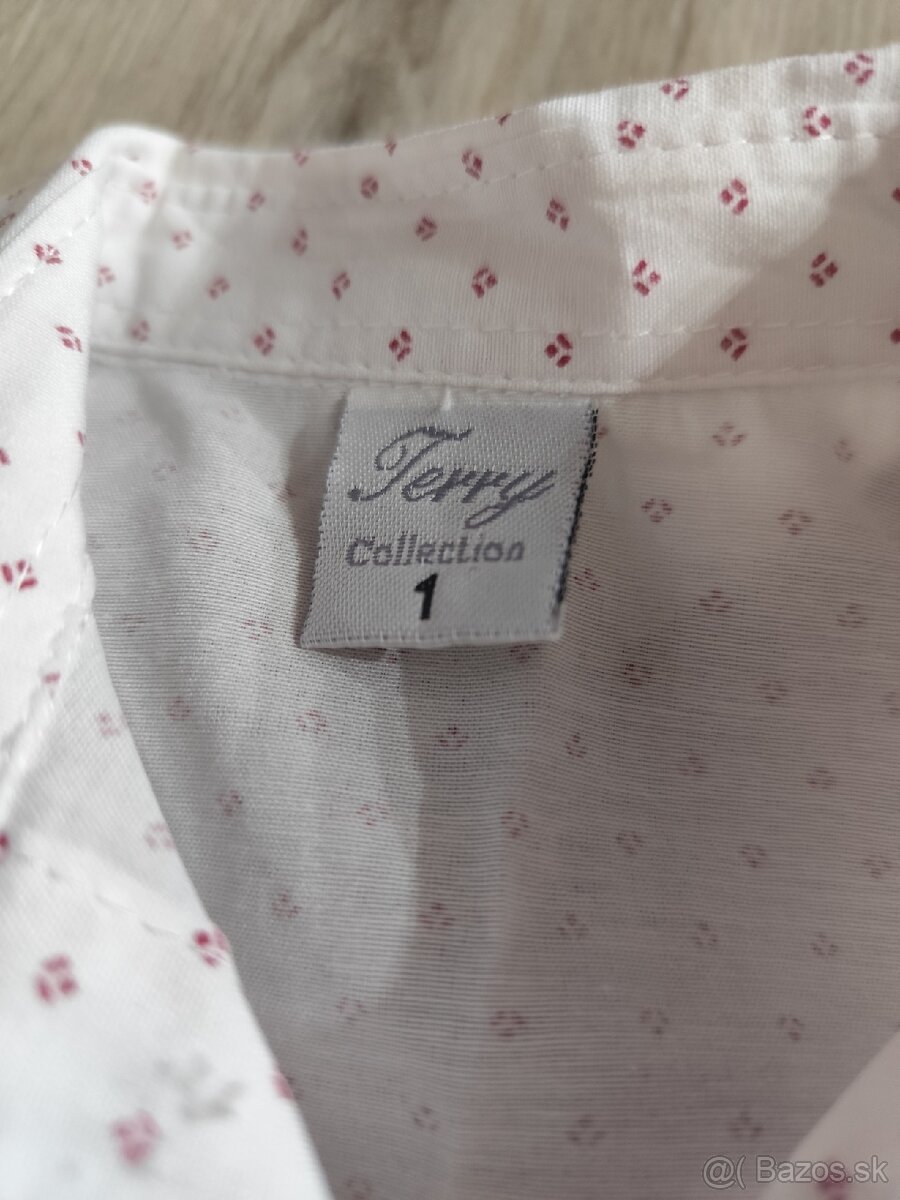 Terry
Collection
1
@( Bazos.sk